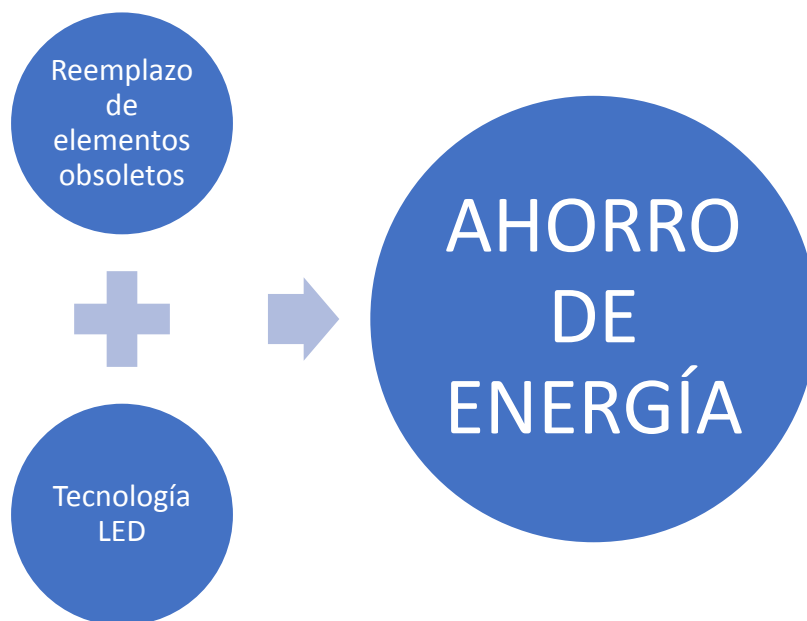 Reemplazo
de
elementos
obsoletos
Tecnología
LED
AHORRO
DE
ENERGÍA